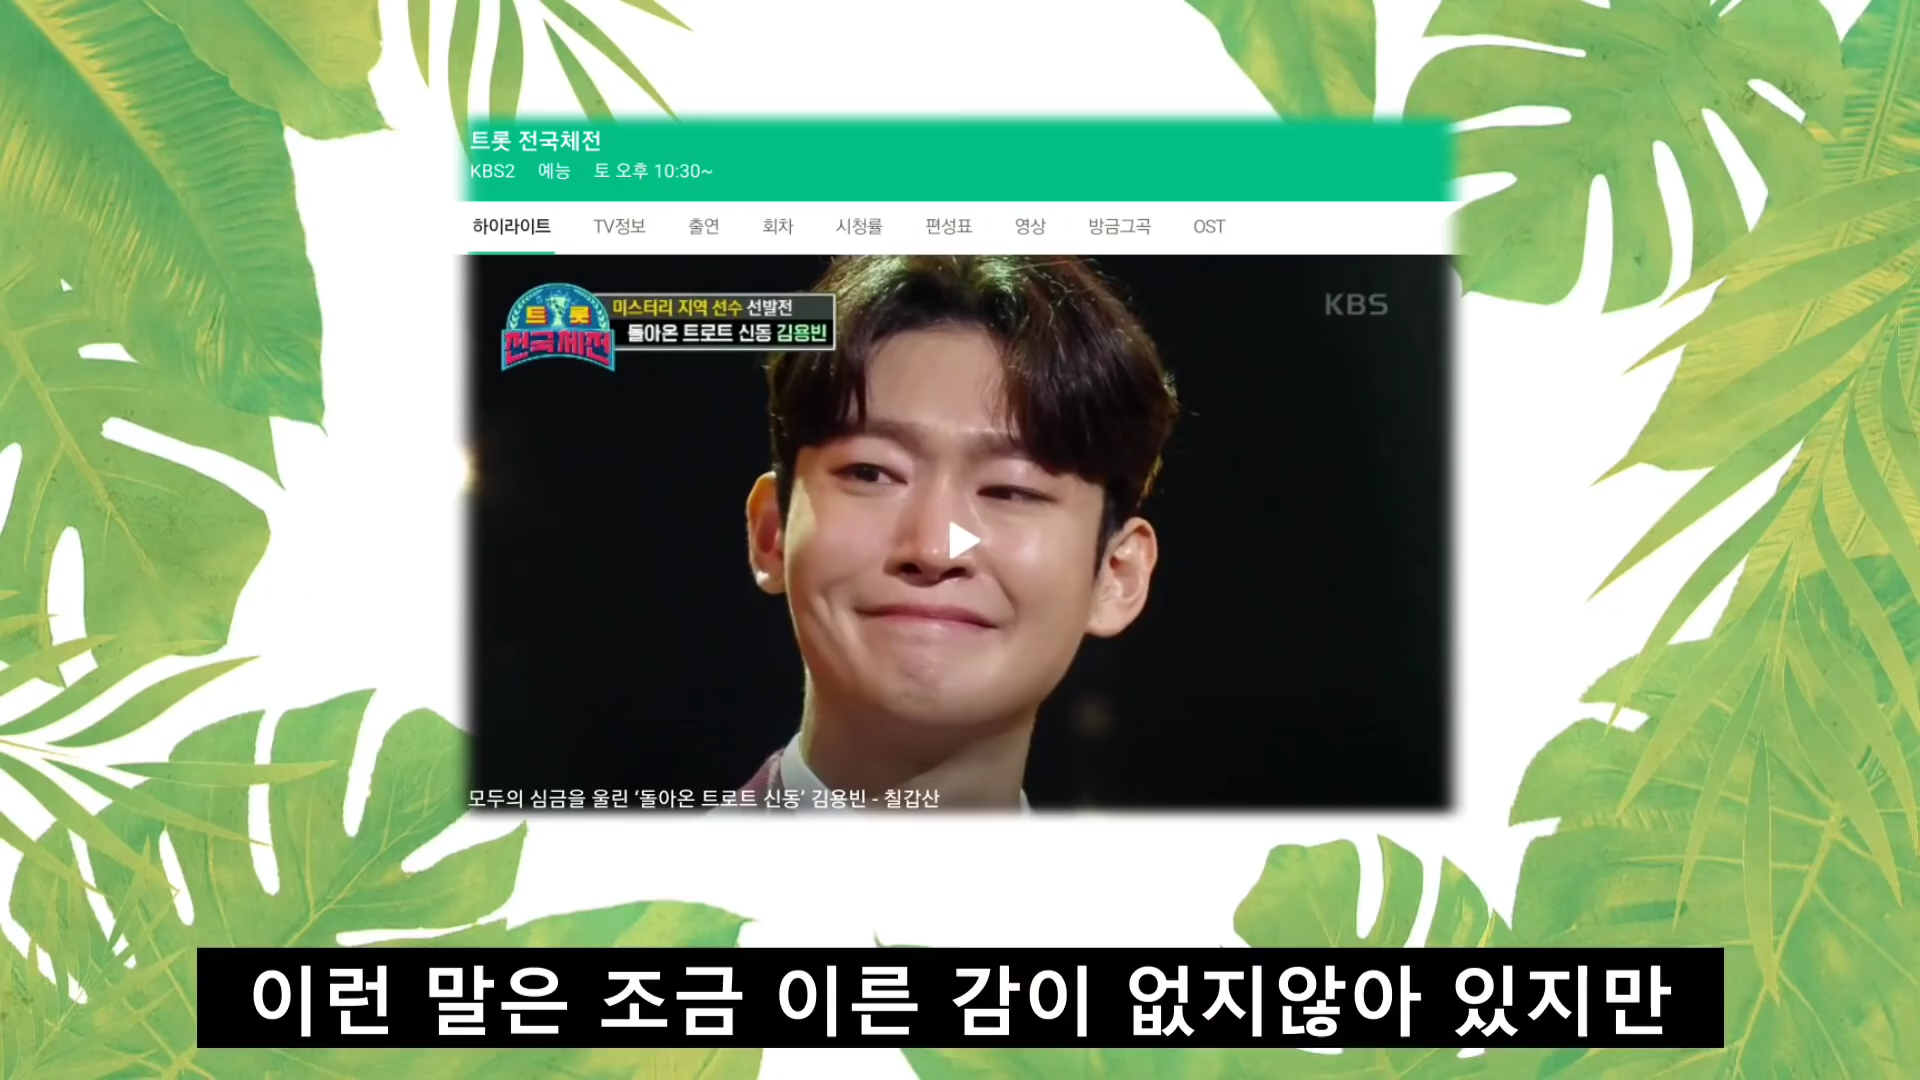 트롯 전국체전
KBS2 예능 토 오후 10:30~
하이라이트 TV정보 출연 회차 시청률 편성표 영상 방금그곡 OST
트롯
전국체전
미스터리 지역 선수 선발전
돌아온 트로트 신동 김용빈
KBS
모두의 심금을 울린 ‘돌아온 트로트 신동’ 김용빈 - 칠갑산
이런 말은 조금 이른 감이 없지않아 있지만